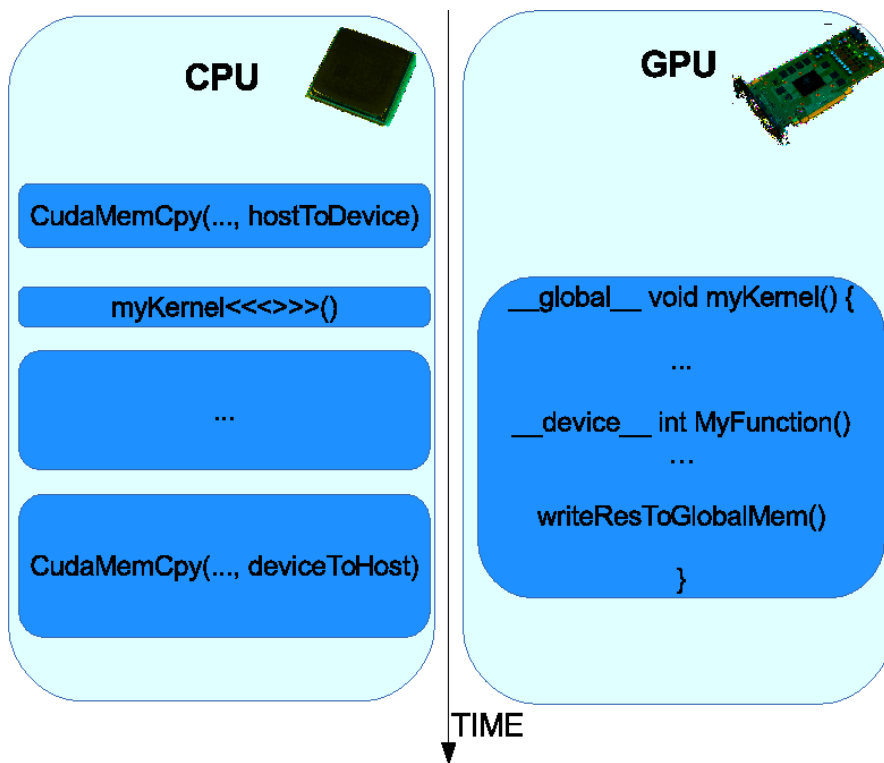 CPU
CudaMemCpy(..., hostToDevice)
myKernel<<<>>>()
...
CudaMemCpy(..., deviceToHost)
GPU
__global__ void myKernel() {
...
__device__ int MyFunction()
...
writeResToGlobalMem()
}
TIME